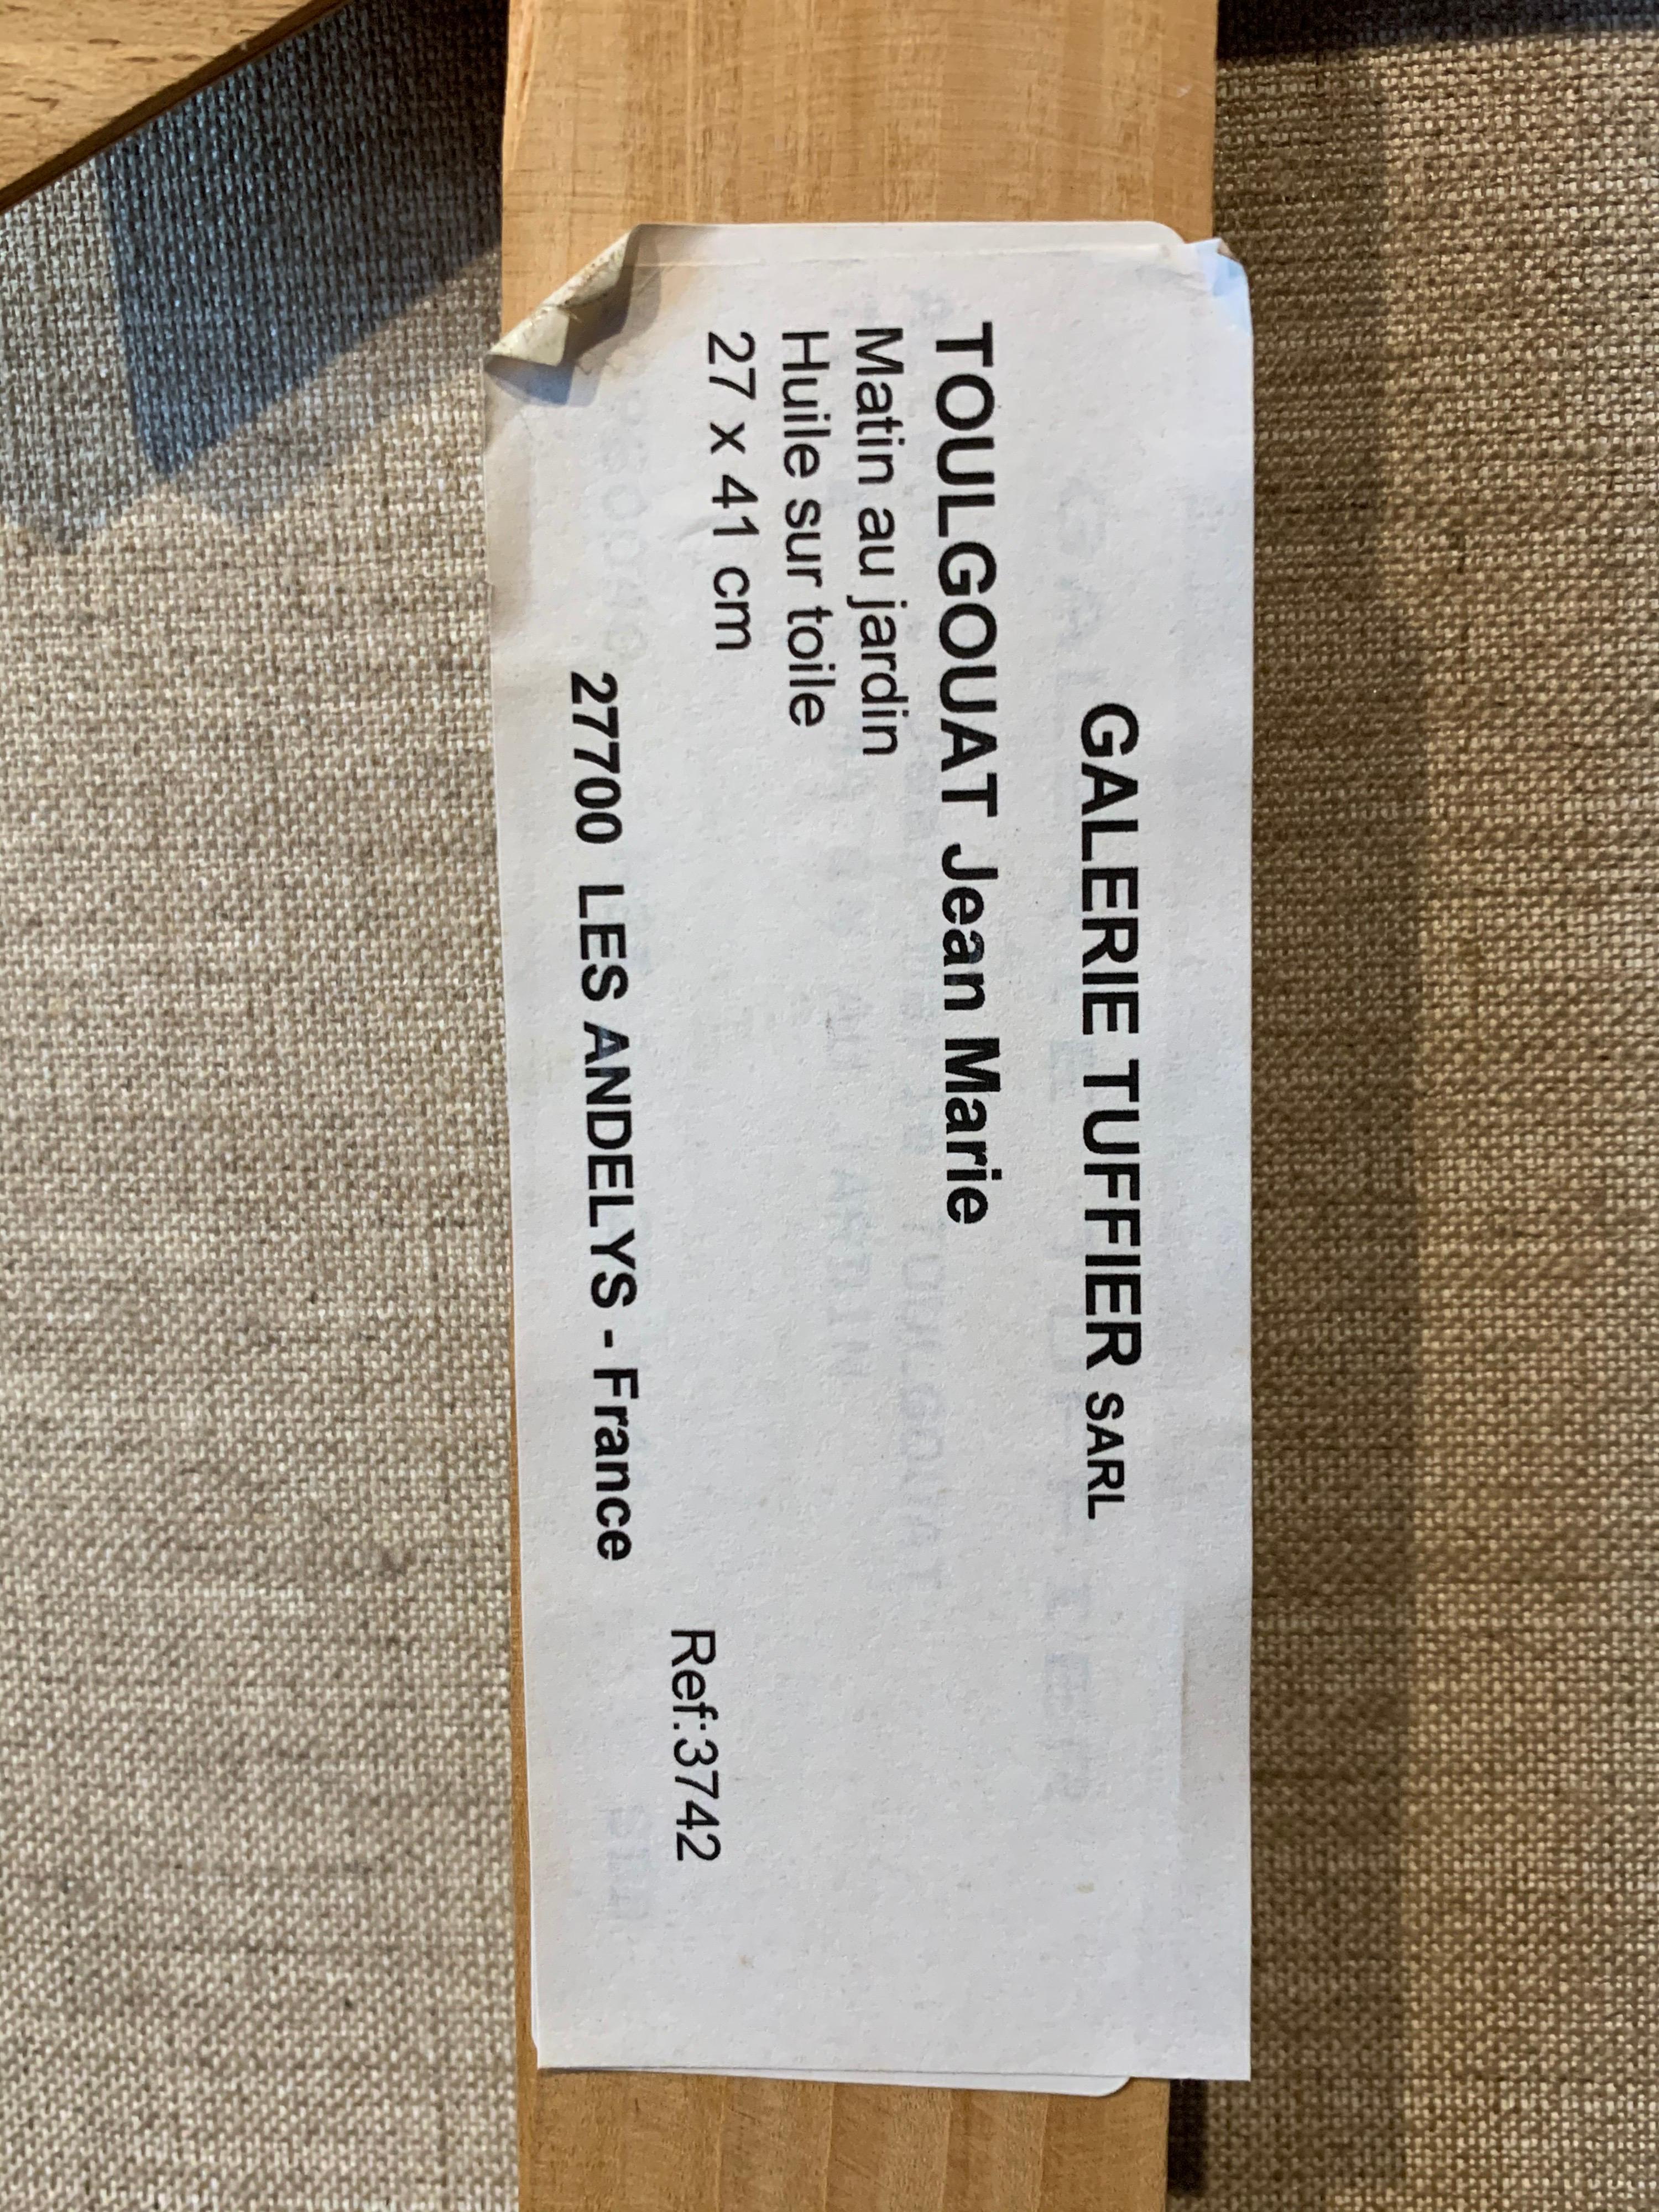 GALERIE TUFFIER SARL
TOULGOUAT Jean Marie
Matin au jardin
Huile sur toile
27 x 41 cm
Ref:3742
27700 LES ANDELYS - France